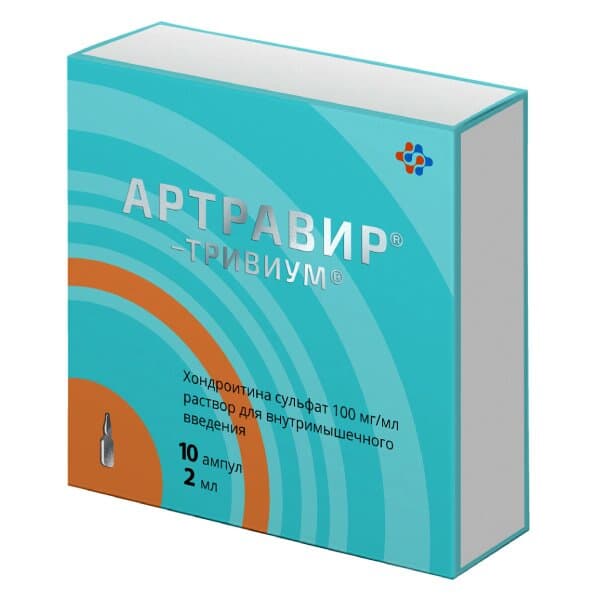 АРТРАВИР®
–ТРИВИУМ®
Хондроитина сульфат 100 мг/мл
раствор для внутримышечного
введения
10 ампул
2 мл